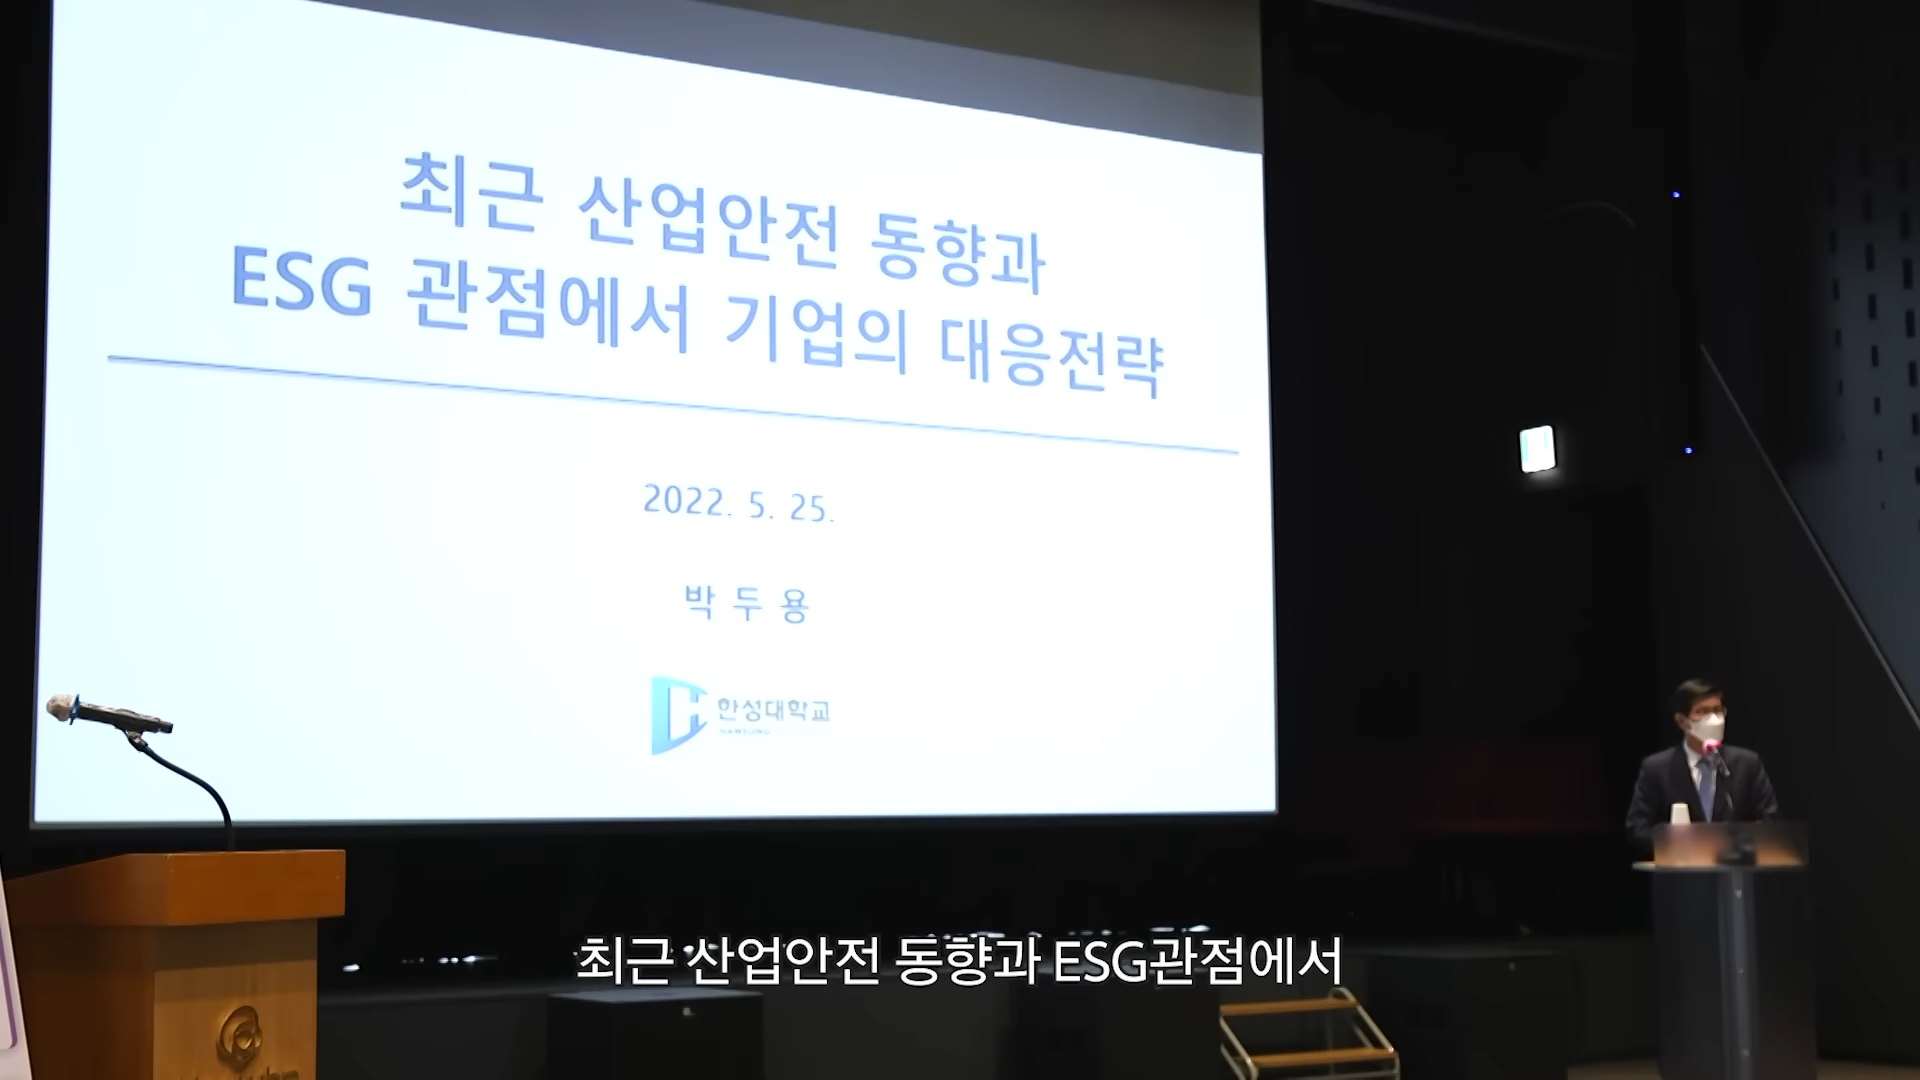 최근 산업안전 동향과
ESG 관점에서 기업의 대응전략
2022. 5. 25.
박 두 용
한성대학교
HANSUNG
최근 산업안전 동향과 ESG관점에서